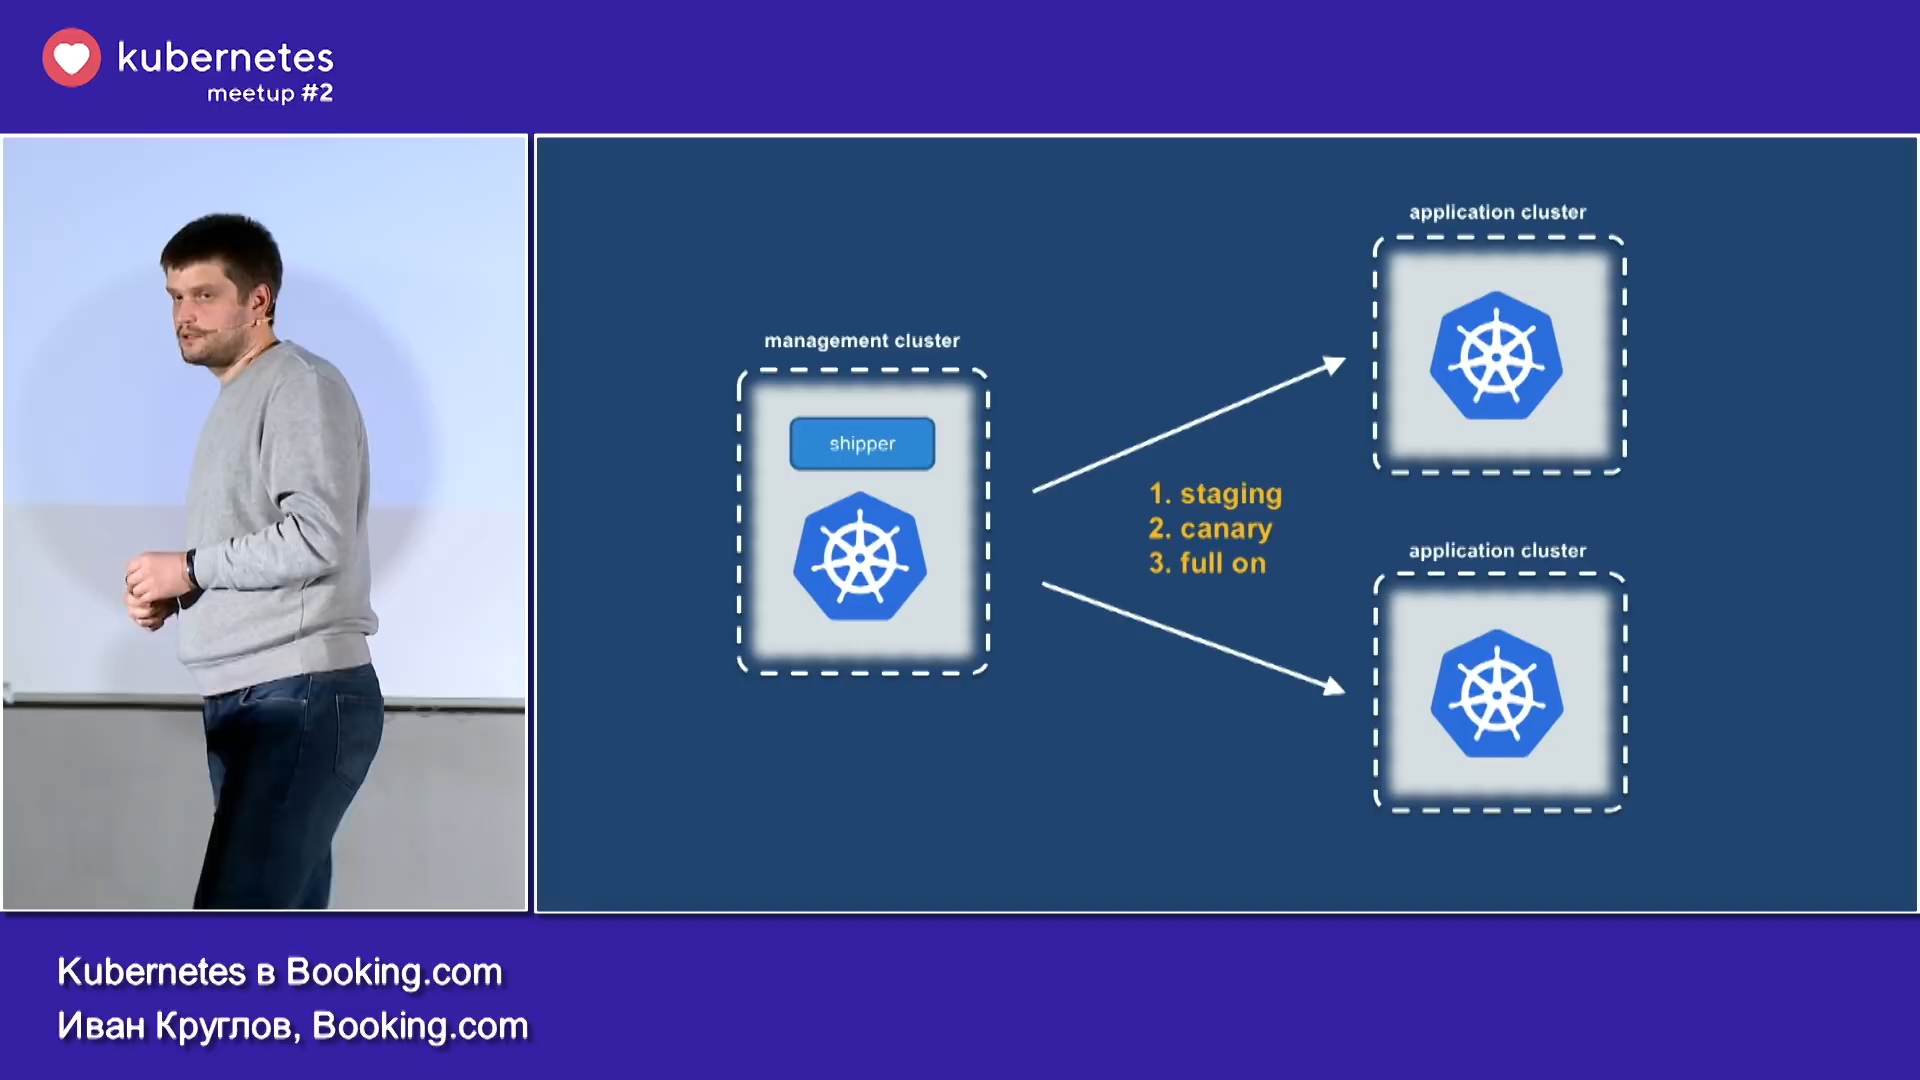 kubernetes
meetup #2
management cluster
shipper
1. staging
2. canary
3. full on
application cluster
application cluster
Kubernetes в Booking.com
Иван Круглов, Booking.com